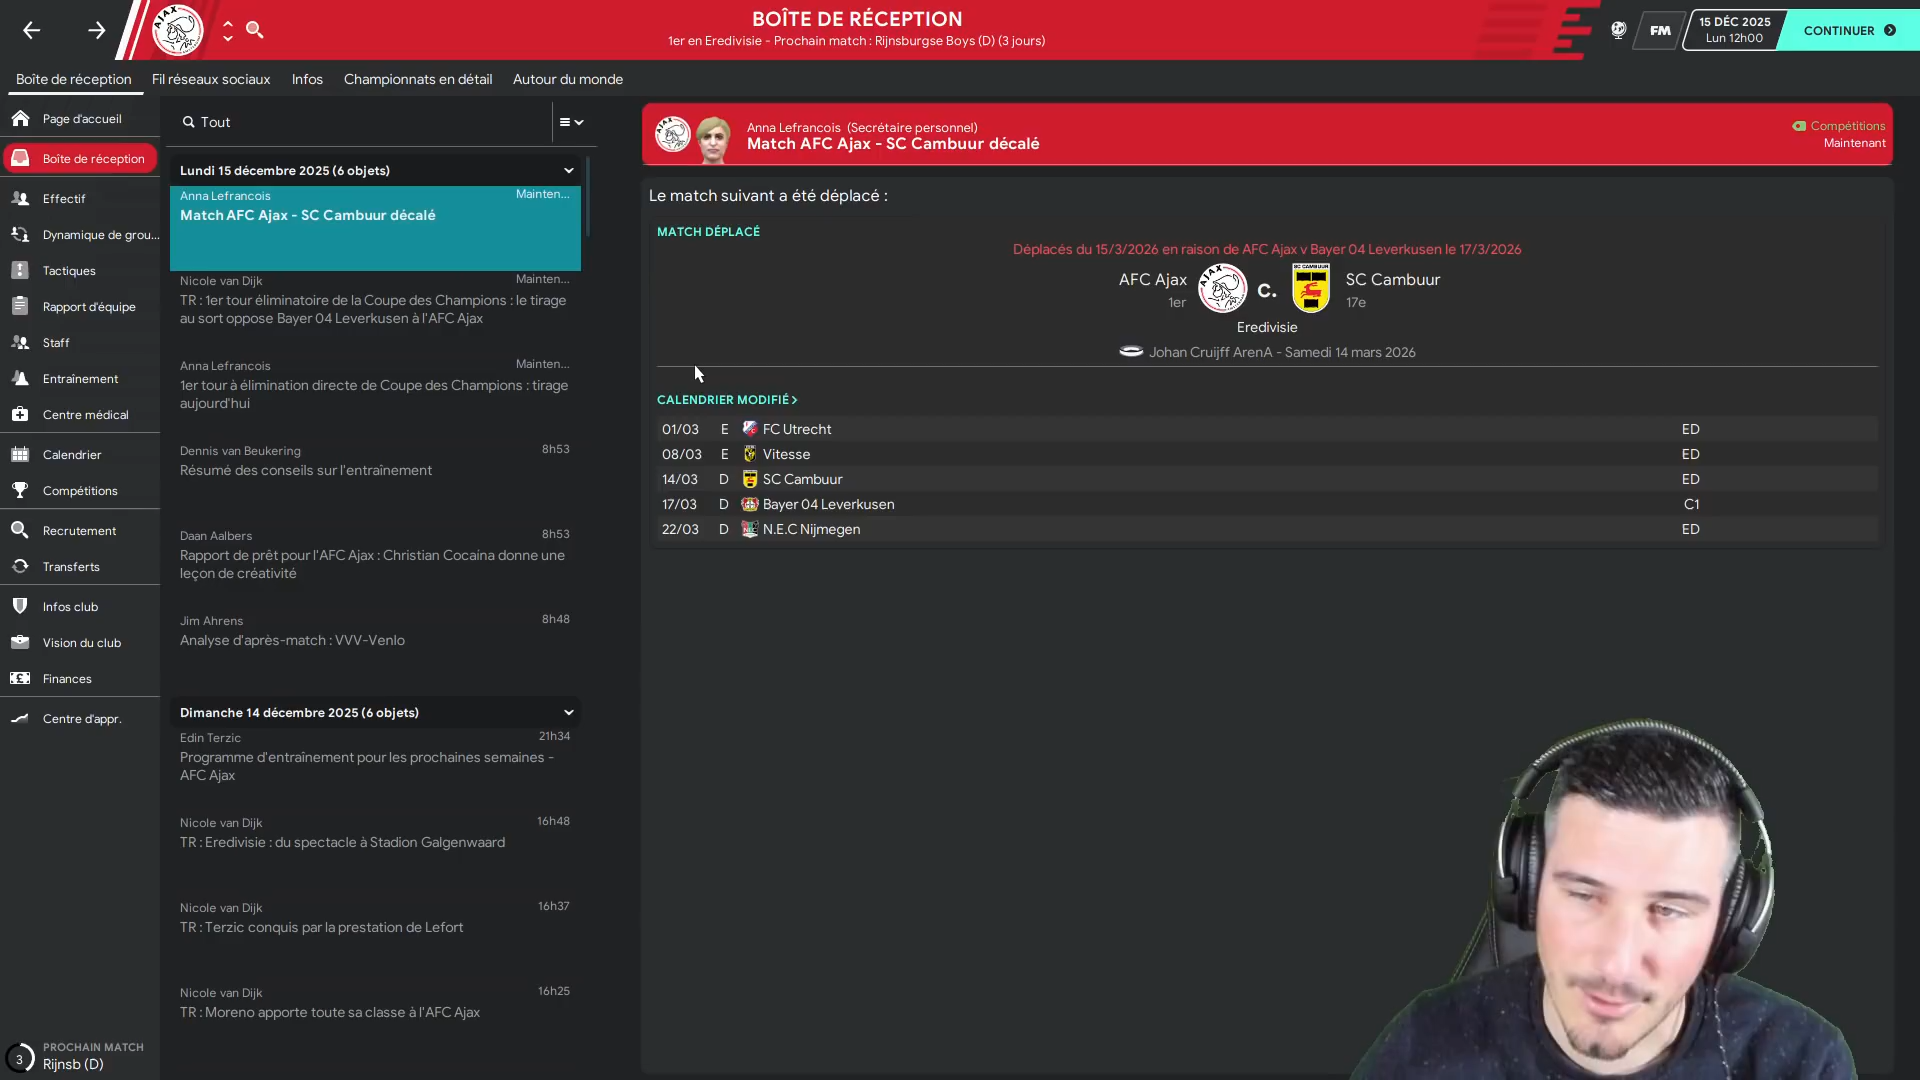 BOÎTE DE RÉCEPTION
1er en Eredivisie - Prochain match : Rijnsburgse Boys (D) (3 jours)
FM
15 DÉC 2025
Lun 12h00
CONTINUER
Boîte de réception
Fil réseaux sociaux
Infos
Championnats en détail
Autour du monde
Page d'accueil
Boîte de réception
Effectif
Dynamique de grou...
Tactiques
Rapport d'équipe
Staff
Entraînement
Centre médical
Calendrier
Compétitions
Recrutement
Transferts
Infos club
Vision du club
Finances
Centre d'appr.
3
PROCHAIN MATCH
Rijnsb (D)
Tout
Lundi 15 décembre 2025 (6 objets)
Anna Lefrancois Mainten...
Match AFC Ajax - SC Cambuur décalé
Nicole van Dijk Mainten...
TR : 1er tour éliminatoire de la Coupe des Champions : le tirage
au sort oppose Bayer 04 Leverkusen à l'AFC Ajax
Anna Lefrancois Mainten...
1er tour à élimination directe de Coupe des Champions : tirage
aujourd'hui
Dennis van Beukering 8h53
Résumé des conseils sur l'entraînement
Daan Aalbers 8h53
Rapport de prêt pour l'AFC Ajax : Christian Cocaína donne une
leçon de créativité
Jim Ahrens 8h48
Analyse d'après-match : VVV-Venlo
Dimanche 14 décembre 2025 (6 objets)
Edin Terzic 21h34
Programme d'entraînement pour les prochaines semaines -
AFC Ajax
Nicole van Dijk 16h48
TR : Eredivisie : du spectacle à Stadion Galgenwaard
Nicole van Dijk 16h37
TR : Terzic conquis par la prestation de Lefort
Nicole van Dijk 16h25
TR : Moreno apporte toute sa classe à l'AFC Ajax
Anna Lefrancois (Secrétaire personnel)
Match AFC Ajax - SC Cambuur décalé
Compétitions
Maintenant
Le match suivant a été déplacé :
MATCH DÉPLACÉ
Déplacés du 15/3/2026 en raison de AFC Ajax v Bayer 04 Leverkusen le 17/3/2026
AFC Ajax
1er
AJAX
c.
SC CAMBUUR
SC Cambuur
17e
Eredivisie
Johan Cruijff ArenA - Samedi 14 mars 2026
CALENDRIER MODIFIÉ >
01/03 E FC Utrecht ED
08/03 E Vitesse ED
14/03 D SC Cambuur ED
17/03 D Bayer 04 Leverkusen C1
22/03 D N.E.C Nijmegen ED